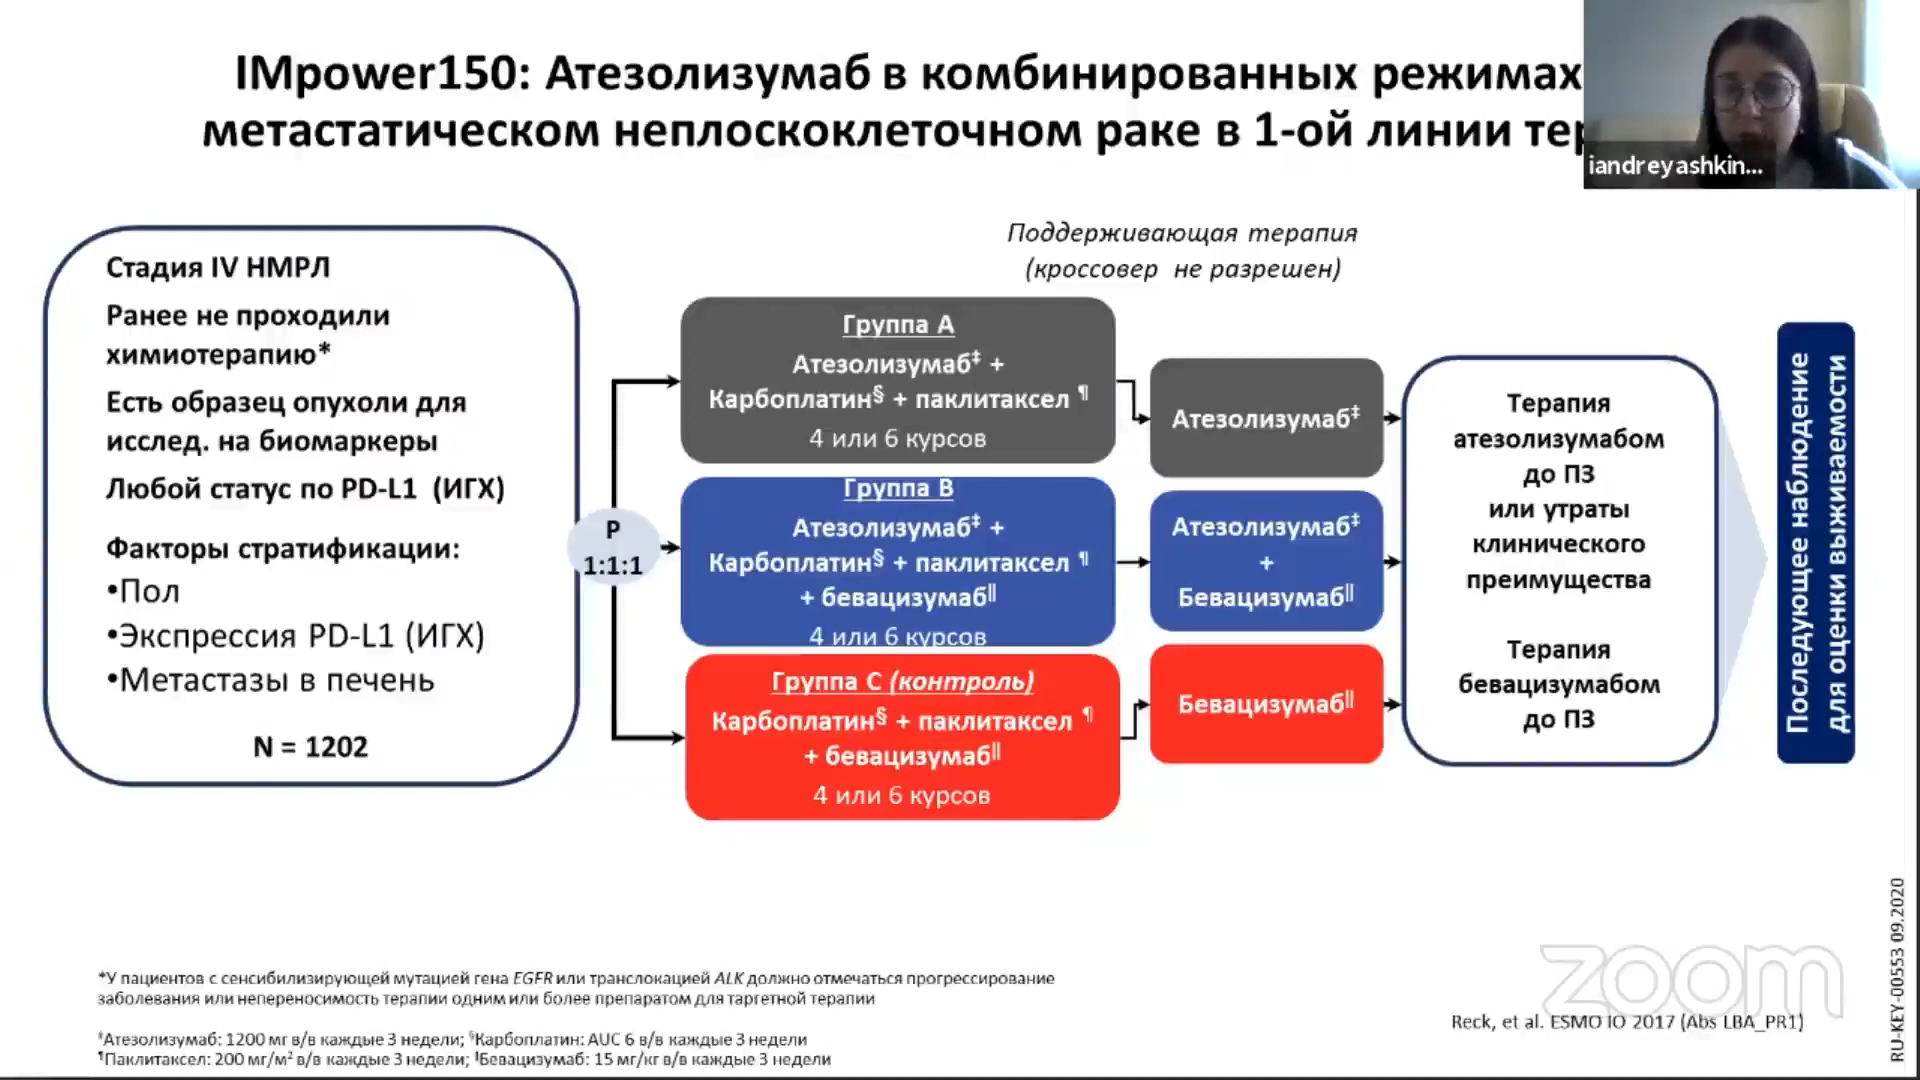 IMpower150: Атезолизумаб в комбинированных режимах
метастатическом неплоскоклеточном раке в 1-ой линии
iandreyashkin...
Стадия IV НМРЛ
Ранее не проходили
химиотерапию*
Есть образец опухоли для
исслед. на биомаркеры
Любой статус по PD-L1 (ИГХ)
Факторы стратификации:
•Пол
•Экспрессия PD-L1 (ИГХ)
•Метастазы в печень
N = 1202
Р
1:1:1
Поддерживающая терапия
(кроссовер не разрешен)
Группа А
Атезолизумаб‡ +
Карбоплатин§ + паклитаксел ¶
4 или 6 курсов
Группа В
Атезолизумаб‡ +
Карбоплатин§ + паклитаксел ¶
+ бевацизумаб‖
4 или 6 курсов
Группа С (контроль)
Карбоплатин§ + паклитаксел ¶
+ бевацизумаб‖
4 или 6 курсов
Атезолизумаб‡
Атезолизумаб‡
+
Бевацизумаб‖
Бевацизумаб‖
Терапия
атезолизумабом
до ПЗ
или утраты
клинического
преимущества
Терапия
бевацизумабом
до ПЗ
Последующее наблюдение
для оценки выживаемости
*У пациентов с сенсибилизирующей мутацией гена EGFR или транслокацией ALK должно отмечаться прогрессирование
заболевания или непереносимость терапии одним или более препаратом для таргетной терапии
‡Атезолизумаб: 1200 мг в/в каждые 3 недели; §Карбоплатин: AUC 6 в/в каждые 3 недели
¶Паклитаксел: 200 мг/м² в/в каждые 3 недели; ‖Бевацизумаб: 15 мг/кг в/в каждые 3 недели
Reck, et al. ESMO IO 2017 (Abs LBA_PR1)
zoom
RU-KEY-00553 09.2020